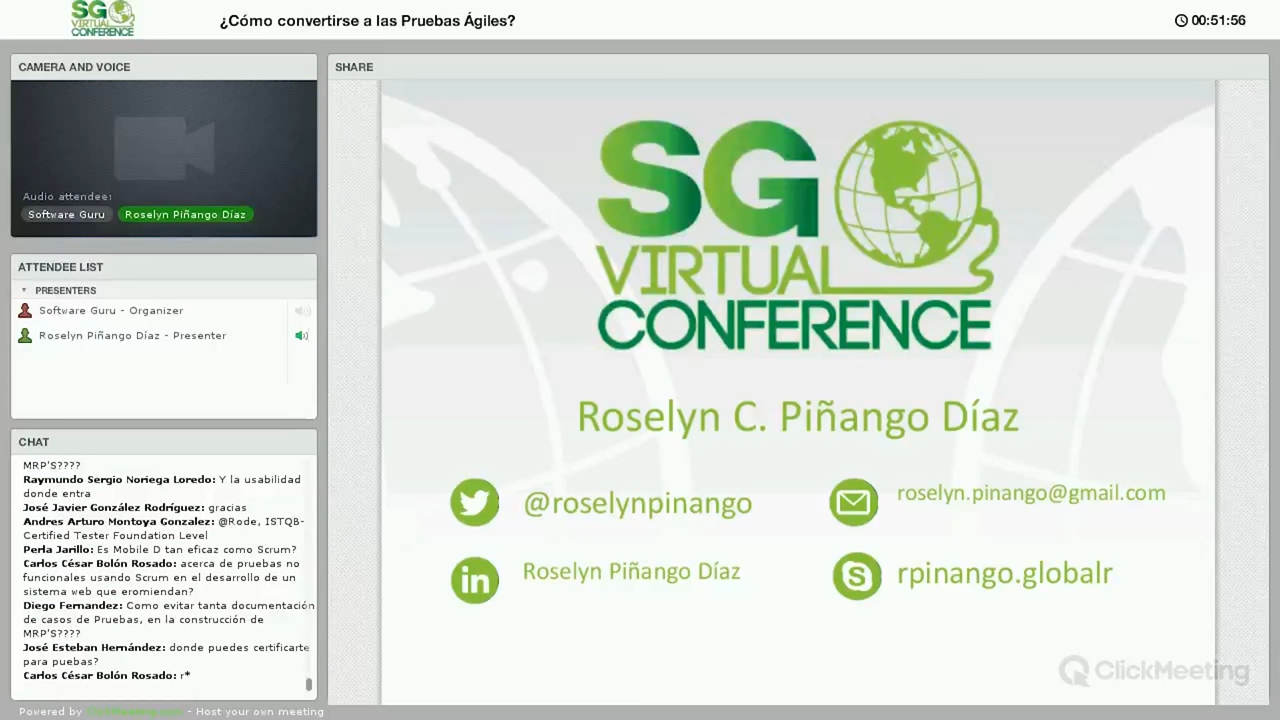 SG
VIRTUAL
CONFERENCE
¿Cómo convertirse a las Pruebas Ágiles?
00:51:56
CAMERA AND VOICE
Audio attendee:
Software Guru
Roselyn Piñango Díaz
ATTENDEE LIST
PRESENTERS
Software Guru - Organizer
Roselyn Piñango Díaz - Presenter
CHAT
MRP'S????
Raymundo Sergio Noriega Loredo: Y la usabilidad
donde entra
José Javier González Rodríguez: gracias
Andres Arturo Montoya Gonzalez: @Rode, ISTQB-
Certified Tester Foundation Level
Perla Jarillo: Es Mobile D tan eficaz como Scrum?
Carlos César Bolón Rosado: acerca de pruebas no
funcionales usando Scrum en el desarrollo de un
sistema web que eromiendan?
Diego Fernandez: Como evitar tanta documentación
de casos de Pruebas, en la construcción de
MRP'S????
José Esteban Hernández: donde puedes certificarte
para puebas?
Carlos César Bolón Rosado: r*
Powered by ClickMeeting.com - Host your own meeting
SHARE
SG
VIRTUAL
CONFERENCE
Roselyn C. Piñango Díaz
@roselynpinango
roselyn.pinango@gmail.com
in
Roselyn Piñango Díaz
S
rpinango.globalr
ClickMeeting